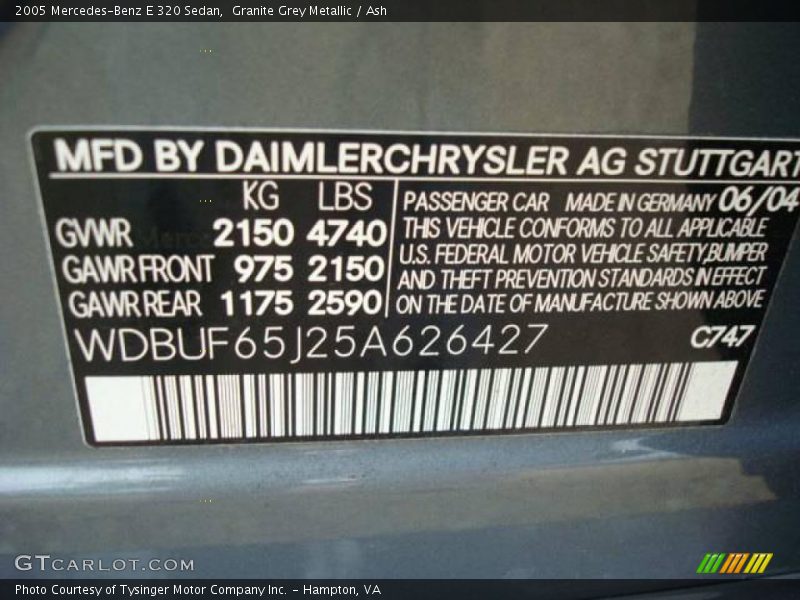 2005 Mercedes-Benz E 320 Sedan,  Granite Grey Metallic / Ash
MFD BY DAIMLERCHRYSLER AG STUTTGART
KG LBS
GVWR 2150 4740
GAWR FRONT 975 2150
GAWR REAR 1175 2590
PASSENGER CAR MADE IN GERMANY 06/04
THIS VEHICLE CONFORMS TO ALL APPLICABLE
U.S. FEDERAL MOTOR VEHICLE SAFETY,BUMPER
AND THEFT PREVENTION STANDARDS IN EFFECT
ON THE DATE OF MANUFACTURE SHOWN ABOVE
WDBUF65J25A626427 C747
GTCARLOT.COM
Photo Courtesy of Tysinger Motor Company Inc. - Hampton, VA